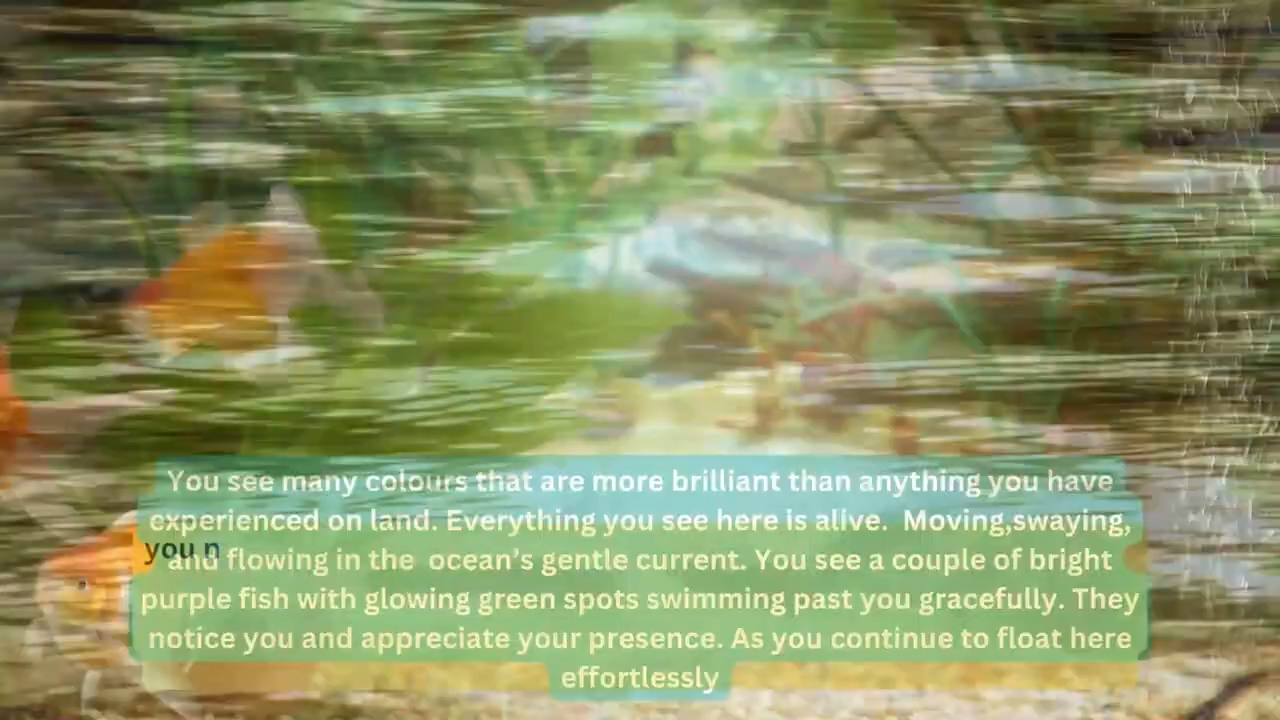 You see many colours that are more brilliant than anything you have
experienced on land. Everything you see here is alive.  Moving,swaying,
you n
and flowing in the  ocean's gentle current. You see a couple of bright
purple fish with glowing green spots swimming past you gracefully. They
notice you and appreciate your presence. As you continue to float here
effortlessly